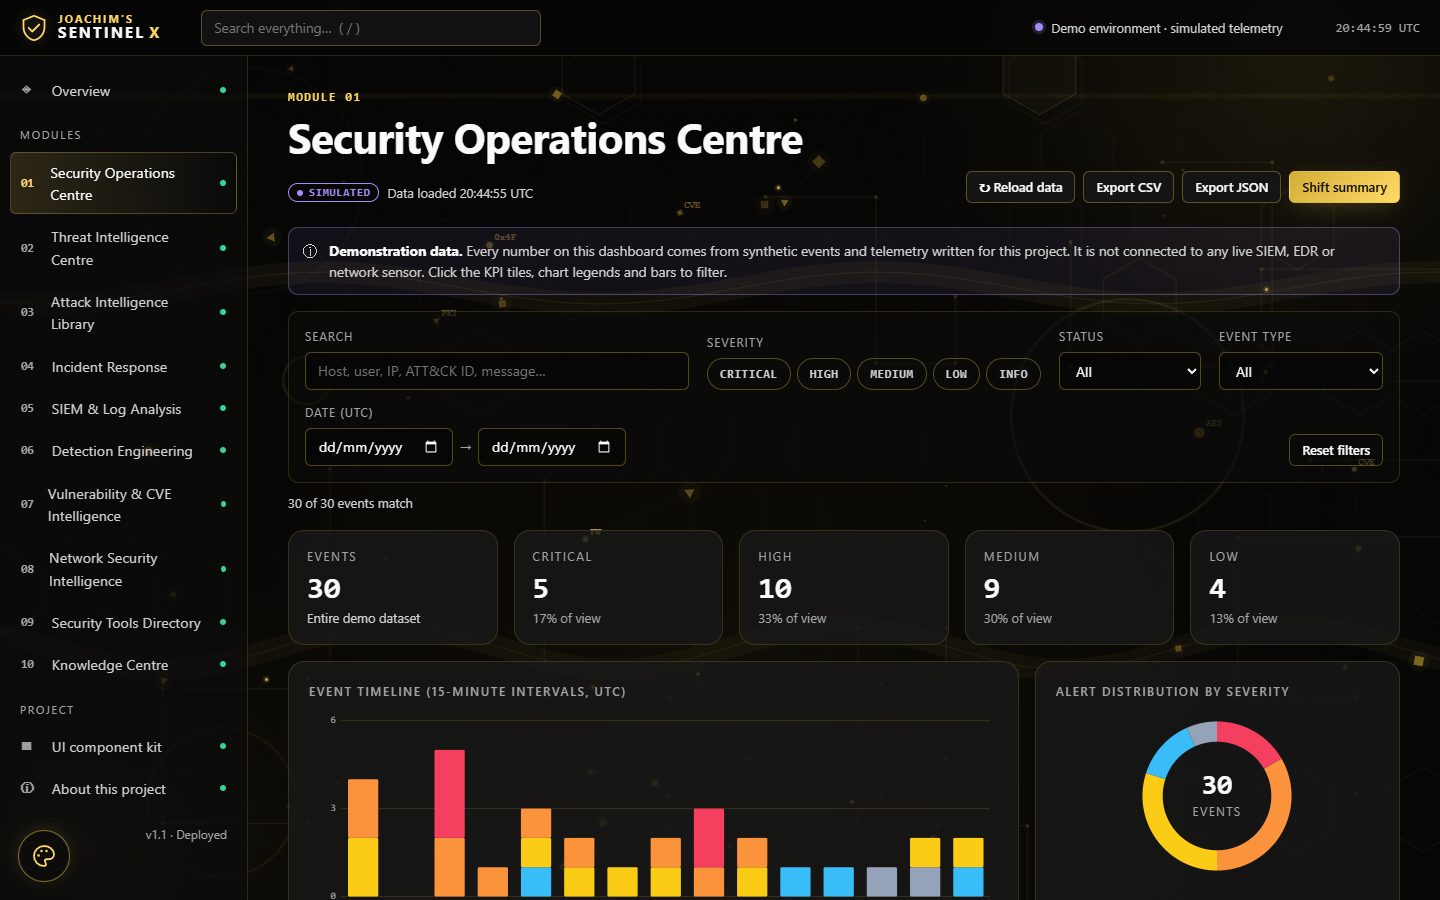 JOACHIM'S
SENTINEL X
Search everything... ( / )
Demo environment · simulated telemetry
20:44:59 UTC
Overview
MODULES
01 Security Operations
Centre
02 Threat Intelligence
Centre
03 Attack Intelligence
Library
04 Incident Response
05 SIEM & Log Analysis
06 Detection Engineering
07 Vulnerability & CVE
Intelligence
08 Network Security
Intelligence
09 Security Tools Directory
10 Knowledge Centre
PROJECT
UI component kit
About this project
v1.1 · Deployed
MODULE 01
Security Operations Centre
SIMULATED Data loaded 20:44:55 UTC
↻ Reload data
Export CSV
Export JSON
Shift summary
CVE
0x4F
Demonstration data. Every number on this dashboard comes from synthetic events and telemetry written for this project. It is not connected to any live SIEM, EDR or
network sensor. Click the KPI tiles, chart legends and bars to filter.
PKT
SEARCH
Host, user, IP, ATT&CK ID, message...
SEVERITY
CRITICAL HIGH MEDIUM LOW INFO
STATUS
All
EVENT TYPE
All
DATE (UTC)
dd/mm/yyyy → dd/mm/yyyy
AES
Reset filters
CVE
30 of 30 events match
FW
EVENTS
30
Entire demo dataset
CRITICAL
5
17% of view
HIGH
10
33% of view
MEDIUM
9
30% of view
LOW
4
13% of view
EVENT TIMELINE (15-MINUTE INTERVALS, UTC)
6
3
0
ALERT DISTRIBUTION BY SEVERITY
30
EVENTS